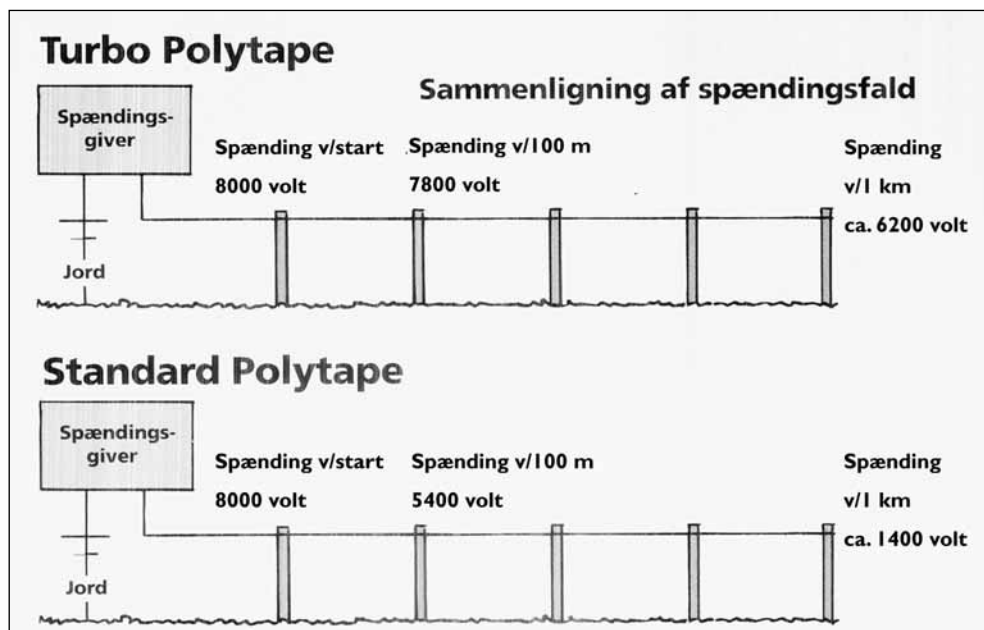 Turbo Polytape
Sammenligning af spændingsfald
Spændings-
giver
Spænding v/start
8000 volt
Spænding v/100 m
7800 volt
Spænding
v/1 km
ca. 6200 volt
Jord
Standard Polytape
Spændings-
giver
Spænding v/start
8000 volt
Spænding v/100 m
5400 volt
Spænding
v/1 km
ca. 1400 volt
Jord